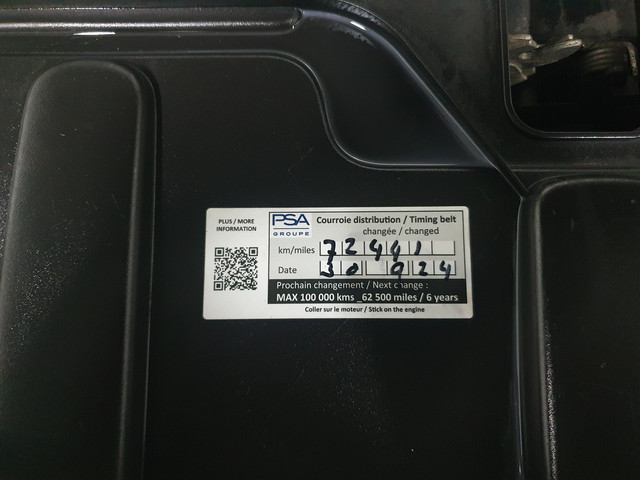 PLUS / MORE
INFORMATION
PSA
GROUPE
Courroie distribution / Timing belt
changée / changed
km/miles 72441
Date 30 9 24
Prochain changement / Next change :
MAX 100 000 kms _62 500 miles / 6 years
Coller sur le moteur / Stick on the engine